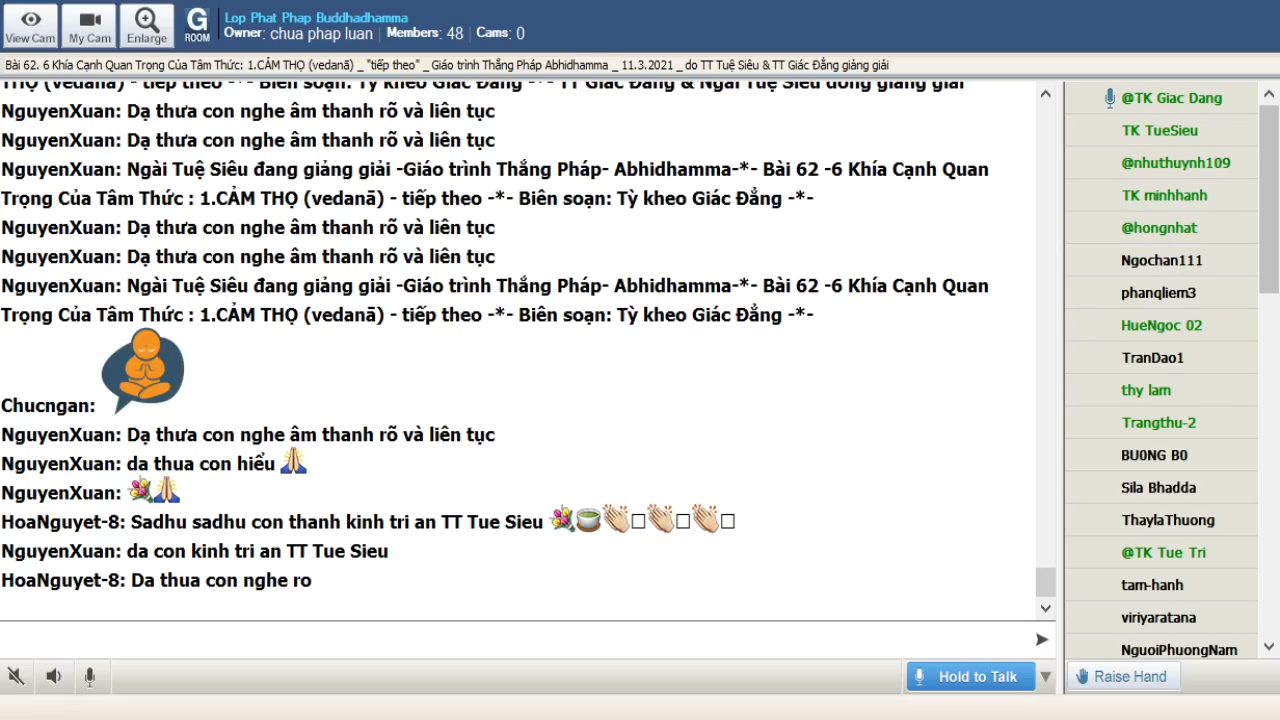 Lop Phat Phap Buddhadhamma
View Cam
My Cam
Enlarge
G
ROOM
Owner: chua phap luan | Members: 48 | Cams: 0
Bài 62. 6 Khía Cạnh Quan Trọng Của Tâm Thức: 1.CẢM THỌ (vedanā) _ "tiếp theo" _ Giáo trình Thắng Pháp Abhidhamma _ 11.3.2021 _ do TT Tuệ Siêu & TT Giác Đẳng giảng giải
THỌ (vedanā) - tiếp theo -*- Biên soạn: Tỳ kheo Giác Đẳng -*- TT Giác Đẳng & Ngài Tuệ Siêu đồng giảng giải
NguyenXuan: Dạ thưa con nghe âm thanh rõ và liên tục
NguyenXuan: Dạ thưa con nghe âm thanh rõ và liên tục
NguyenXuan: Ngài Tuệ Siêu đang giảng giải -Giáo trình Thắng Pháp- Abhidhamma-*- Bài 62 -6 Khía Cạnh Quan
Trọng Của Tâm Thức : 1.CẢM THỌ (vedanā) - tiếp theo -*- Biên soạn: Tỳ kheo Giác Đẳng -*-
NguyenXuan: Dạ thưa con nghe âm thanh rõ và liên tục
NguyenXuan: Dạ thưa con nghe âm thanh rõ và liên tục
NguyenXuan: Ngài Tuệ Siêu đang giảng giải -Giáo trình Thắng Pháp- Abhidhamma-*- Bài 62 -6 Khía Cạnh Quan
Trọng Của Tâm Thức : 1.CẢM THỌ (vedanā) - tiếp theo -*- Biên soạn: Tỳ kheo Giác Đẳng -*-
Chucngan:
NguyenXuan: Dạ thưa con nghe âm thanh rõ và liên tục
NguyenXuan: da thua con hiểu 🙏
NguyenXuan: 💐🙏
HoaNguyet-8: Sadhu sadhu con thanh kinh tri an TT Tue Sieu 💐🍵👏□👏□👏□
NguyenXuan: da con kinh tri an TT Tue Sieu
HoaNguyet-8: Da thua con nghe ro
@TK Giac Dang
TK TueSieu
@nhuthuynh109
TK minhhanh
@hongnhat
Ngochan111
phanqliem3
HueNgoc 02
TranDao1
thy lam
Trangthu-2
BU0NG B0
Sila Bhadda
ThaylaThuong
@TK Tue Tri
tam-hanh
viriyaratana
NguoiPhuongNam
Hold to Talk
Raise Hand